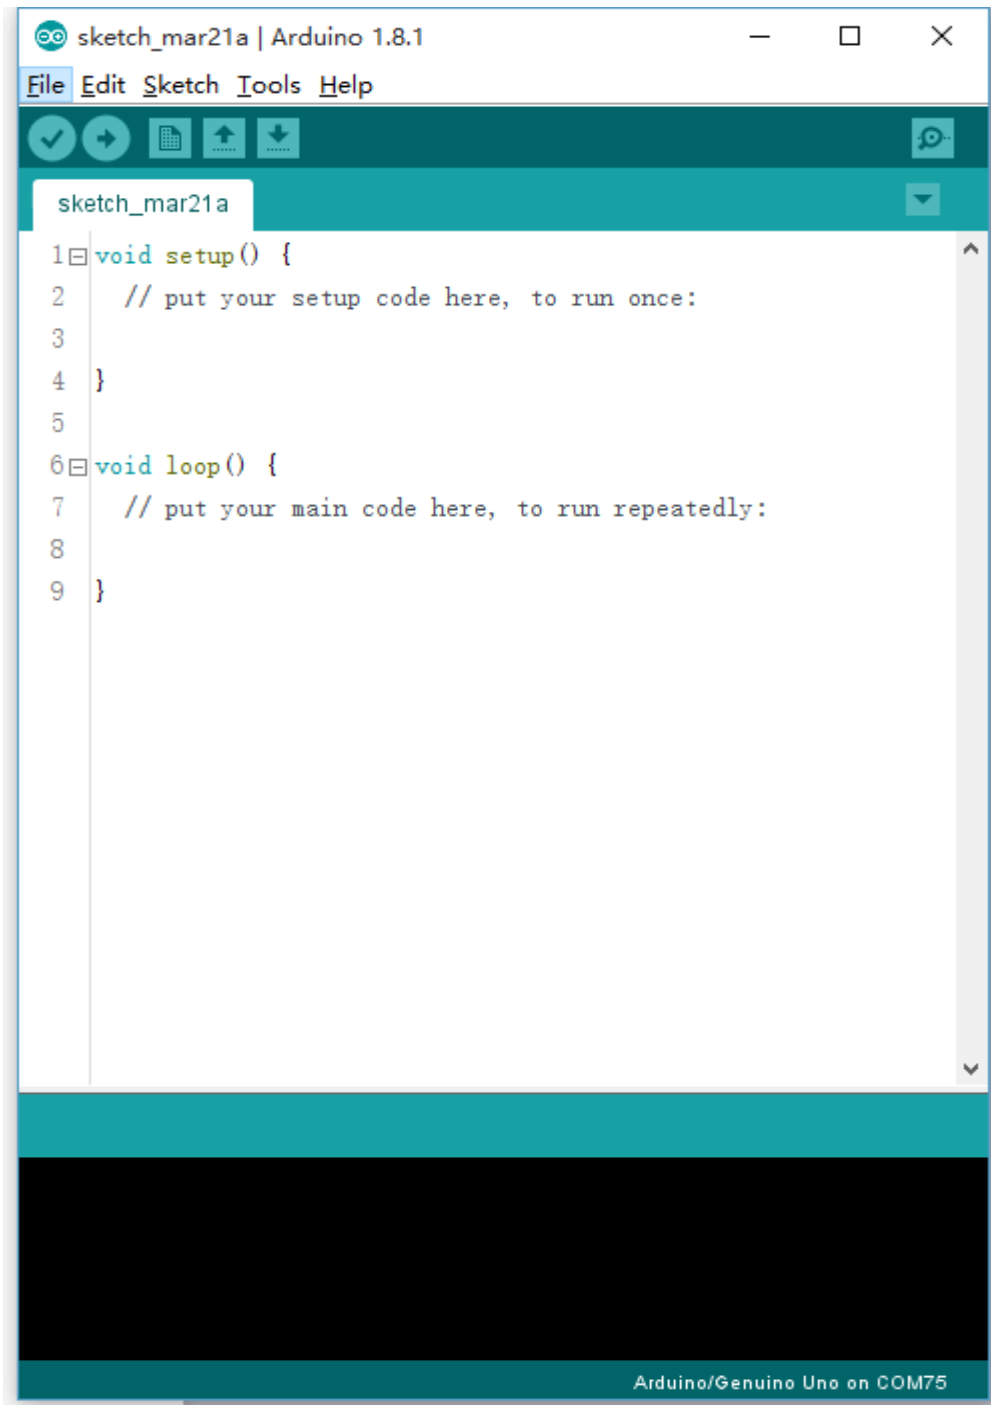 sketch_mar21a | Arduino 1.8.1
File Edit Sketch Tools Help
sketch_mar21a
1 void setup() {
2   // put your setup code here, to run once:
3
4 }
5
6 void loop() {
7   // put your main code here, to run repeatedly:
8
9 }
Arduino/Genuino Uno on COM75